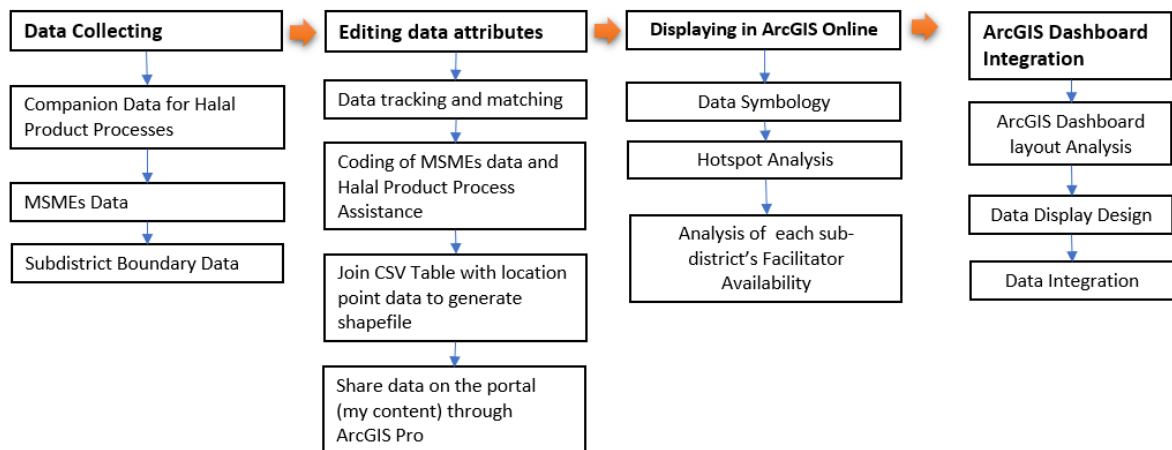 Data Collecting
Companion Data for Halal
Product Processes
MSMEs Data
Subdistrict Boundary Data
Editing data attributes
Data tracking and matching
Coding of MSMEs data and
Halal Product Process
Assistance
Join CSV Table with location
point data to generate
shapefile
Share data on the portal
(my content) through
ArcGIS Pro
Displaying in ArcGIS Online
Data Symbology
Hotspot Analysis
Analysis of each sub-
district's Facilitator
Availability
ArcGIS Dashboard
Integration
ArcGIS Dashboard
layout Analysis
Data Display Design
Data Integration